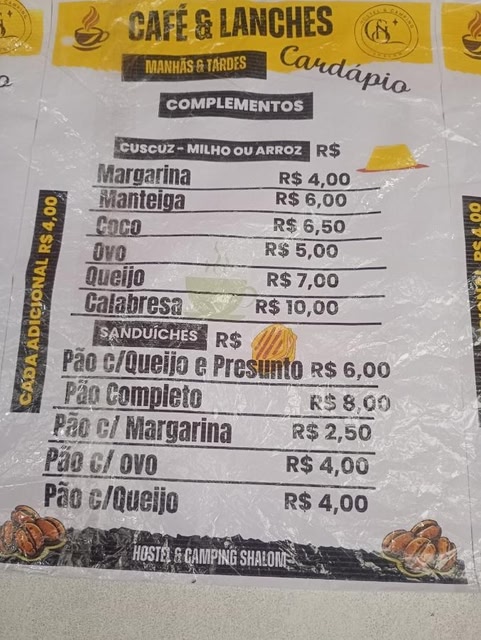 CAFÉ & LANCHES
MANHÃS & TARDES
Cardápio
COMPLEMENTOS
CUSCUZ - MILHO OU ARROZ R$
Margarina R$ 4,00
Manteiga R$ 6,00
Coco R$ 6,50
Ovo R$ 5,00
Queijo R$ 7,00
Calabresa R$ 10,00
CADA ADICIONAL R$ 4,00
SANDUÍCHES R$
Pão c/Queijo e Presunto R$ 6,00
Pão Completo R$ 8,00
Pão c/ Margarina R$ 2,50
Pão c/ ovo R$ 4,00
Pão c/Queijo R$ 4,00
HOSTEL & CAMPING SHALOM